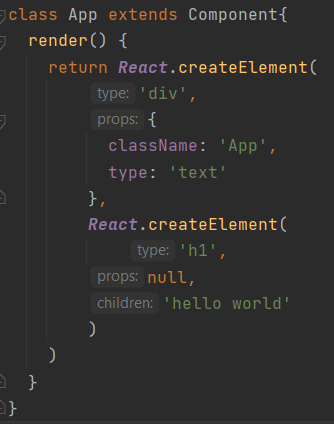 class App extends Component{
render() {
return React.createElement(
type: 'div',
props: {
className: 'App',
type: 'text'
},
React.createElement(
type: 'h1',
props: null,
children: 'hello world'
)
)
}
}